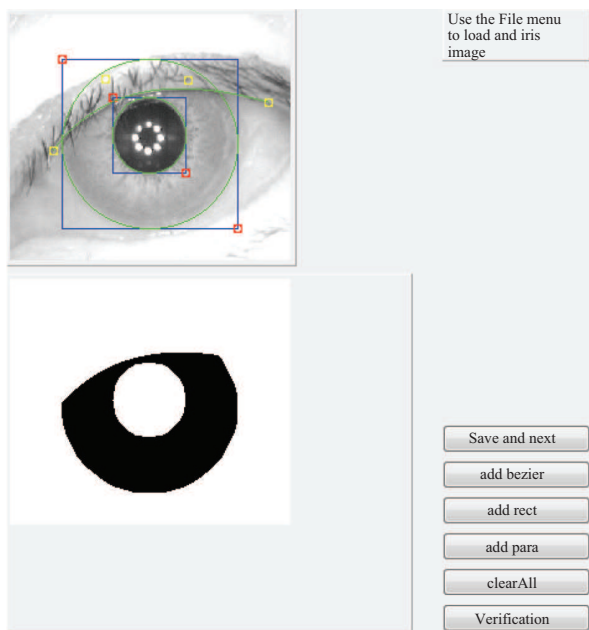 Use the File menu
to load and iris
image
Save and next
add bezier
add rect
add para
clearAll
Verification